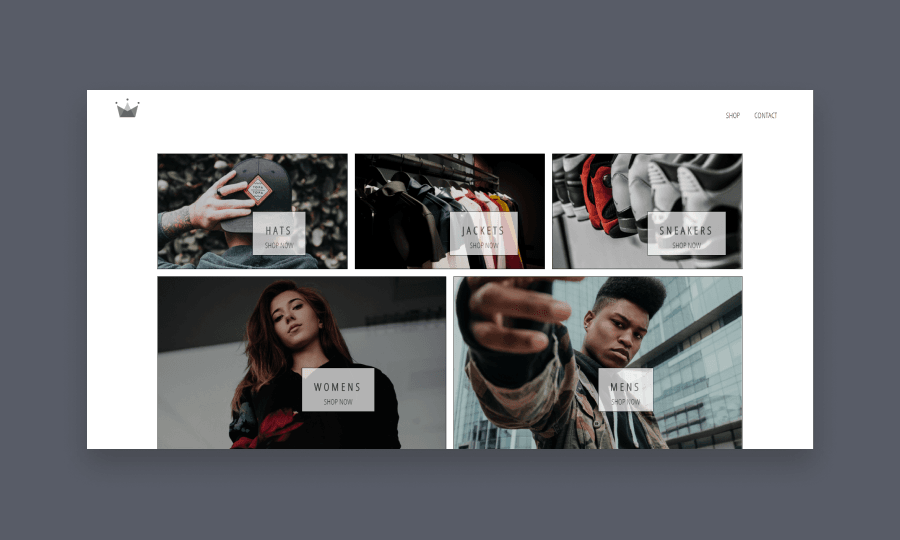 SHOP CONTACT
HATS
SHOP NOW
JACKETS
SHOP NOW
SNEAKERS
SHOP NOW
WOMENS
SHOP NOW
MENS
SHOP NOW